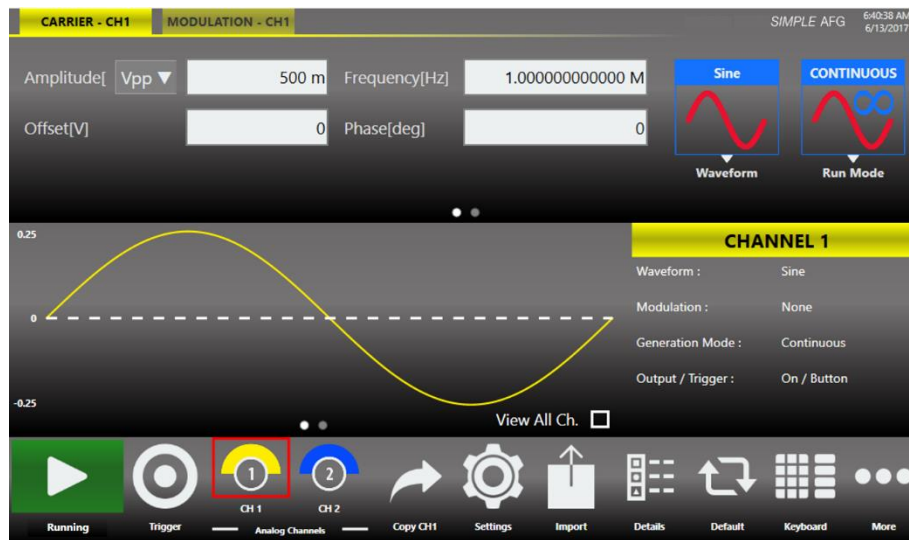 CARRIER - CH1 MODULATION - CH1 SIMPLE AFG 6:40:38 AM
6/13/2017
Amplitude[ Vpp ▼ 500 m Frequency[Hz] 1.000000000000 M Sine CONTINUOUS
Offset[V] 0 Phase[deg] 0
Waveform Run Mode
0.25 CHANNEL 1
Waveform : Sine
Modulation : None
0
Generation Mode : Continuous
Output / Trigger : On / Button
-0.25
View All Ch.
1 2
CH 1 CH 2
Running Trigger Analog Channels Copy CH1 Settings Import Details Default Keyboard More